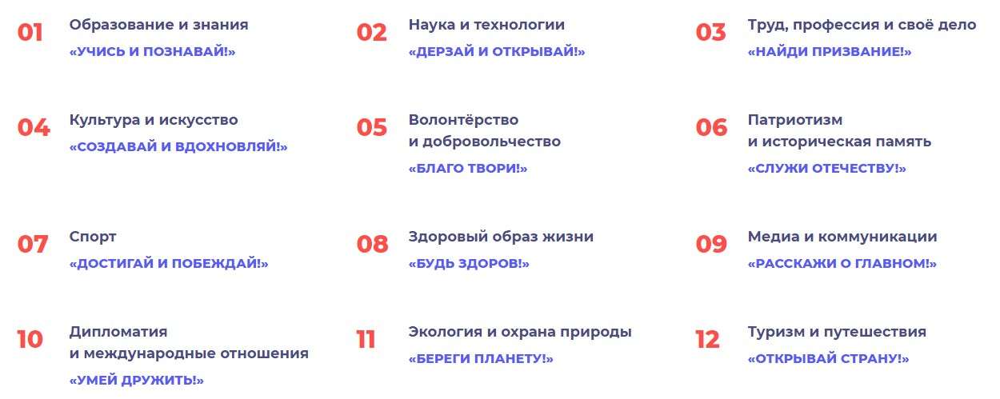 01
Образование и знания
«УЧИСЬ И ПОЗНАВАЙ!»
02
Наука и технологии
«ДЕРЗАЙ И ОТКРЫВАЙ!»
03
Труд, профессия и своё дело
«НАЙДИ ПРИЗВАНИЕ!»
04
Культура и искусство
«СОЗДАВАЙ И ВДОХНОВЛЯЙ!»
05
Волонтёрство
и добровольчество
«БЛАГО ТВОРИ!»
06
Патриотизм
и историческая память
«СЛУЖИ ОТЕЧЕСТВУ!»
07
Спорт
«ДОСТИГАЙ И ПОБЕЖДАЙ!»
08
Здоровый образ жизни
«БУДЬ ЗДОРОВ!»
09
Медиа и коммуникации
«РАССКАЖИ О ГЛАВНОМ!»
10
Дипломатия
и международные отношения
«УМЕЙ ДРУЖИТЬ!»
11
Экология и охрана природы
«БЕРЕГИ ПЛАНЕТУ!»
12
Туризм и путешествия
«ОТКРЫВАЙ СТРАНУ!»